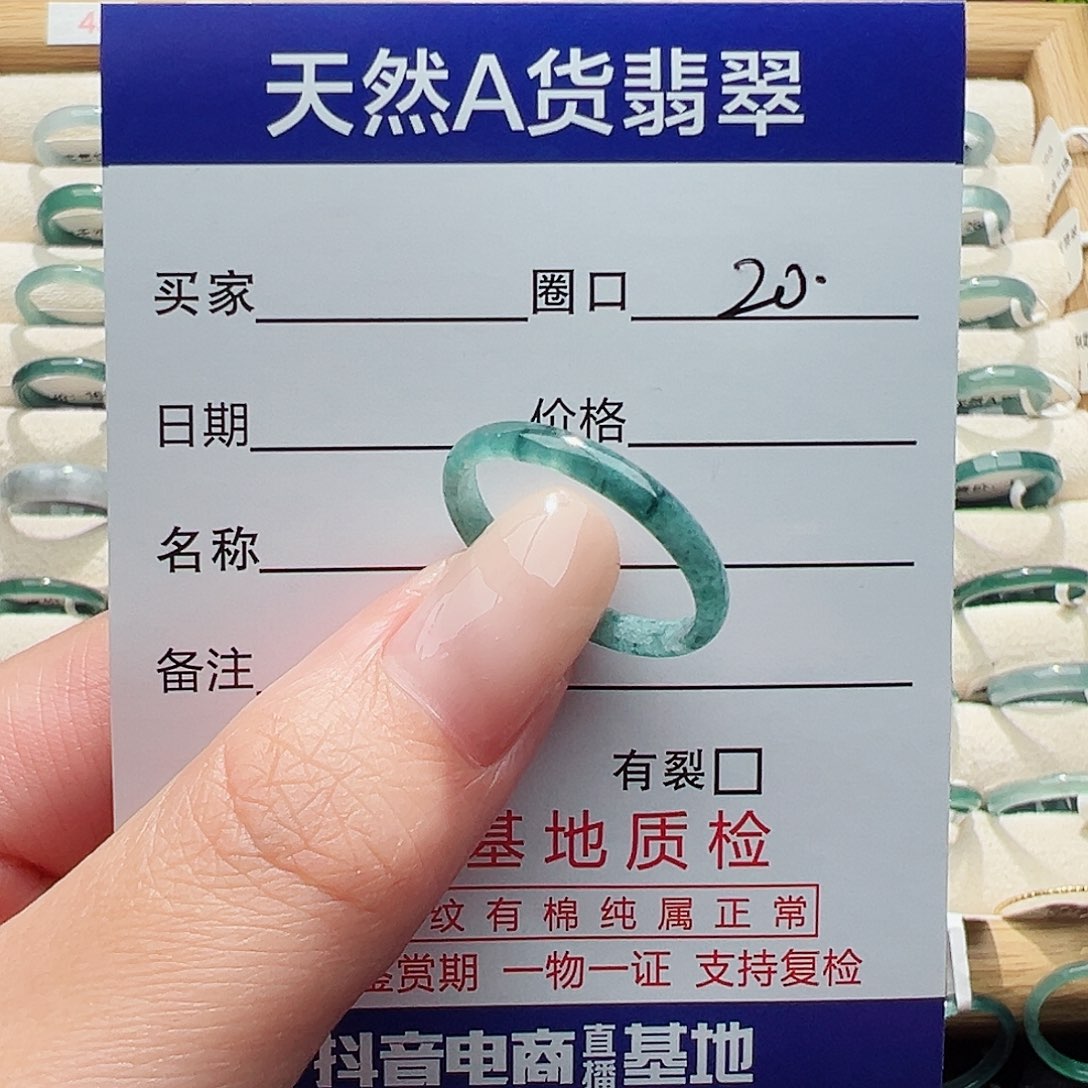 天然A货翡翠
买家 圈口 20.
日期 价格
名称
备注
有裂
基地质检
纹有棉纯属正常
鉴赏期 一物一证 支持复检
抖音电商直播基地